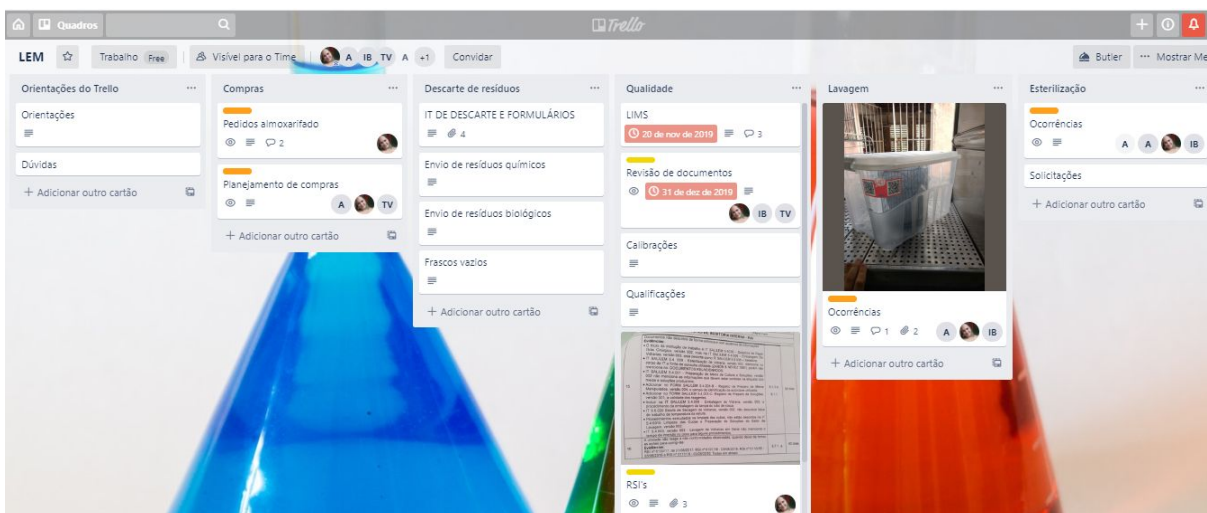 Quadros
Trello
LEM
Trabalho Free
Visível para o Time
A IB TV A +1
Convidar
Butler
Mostrar Me
Orientações do Trello
Orientações
Dúvidas
+ Adicionar outro cartão
Compras
Pedidos almoxarifado
2
Planejamento de compras
A TV
+ Adicionar outro cartão
Descarte de resíduos
IT DE DESCARTE E FORMULÁRIOS
4
Envio de resíduos químicos
Envio de resíduos biológicos
Frascos vazios
+ Adicionar outro cartão
Qualidade
LIMS
20 de nov de 2019 3
Revisão de documentos
31 de dez de 2019
IB TV
Calibrações
Qualificações
RSI's
3
Lavagem
Ocorrências
1 2 A IB
+ Adicionar outro cartão
Esterilização
Ocorrências
A A IB
Solicitações
+ Adicionar outro cartão